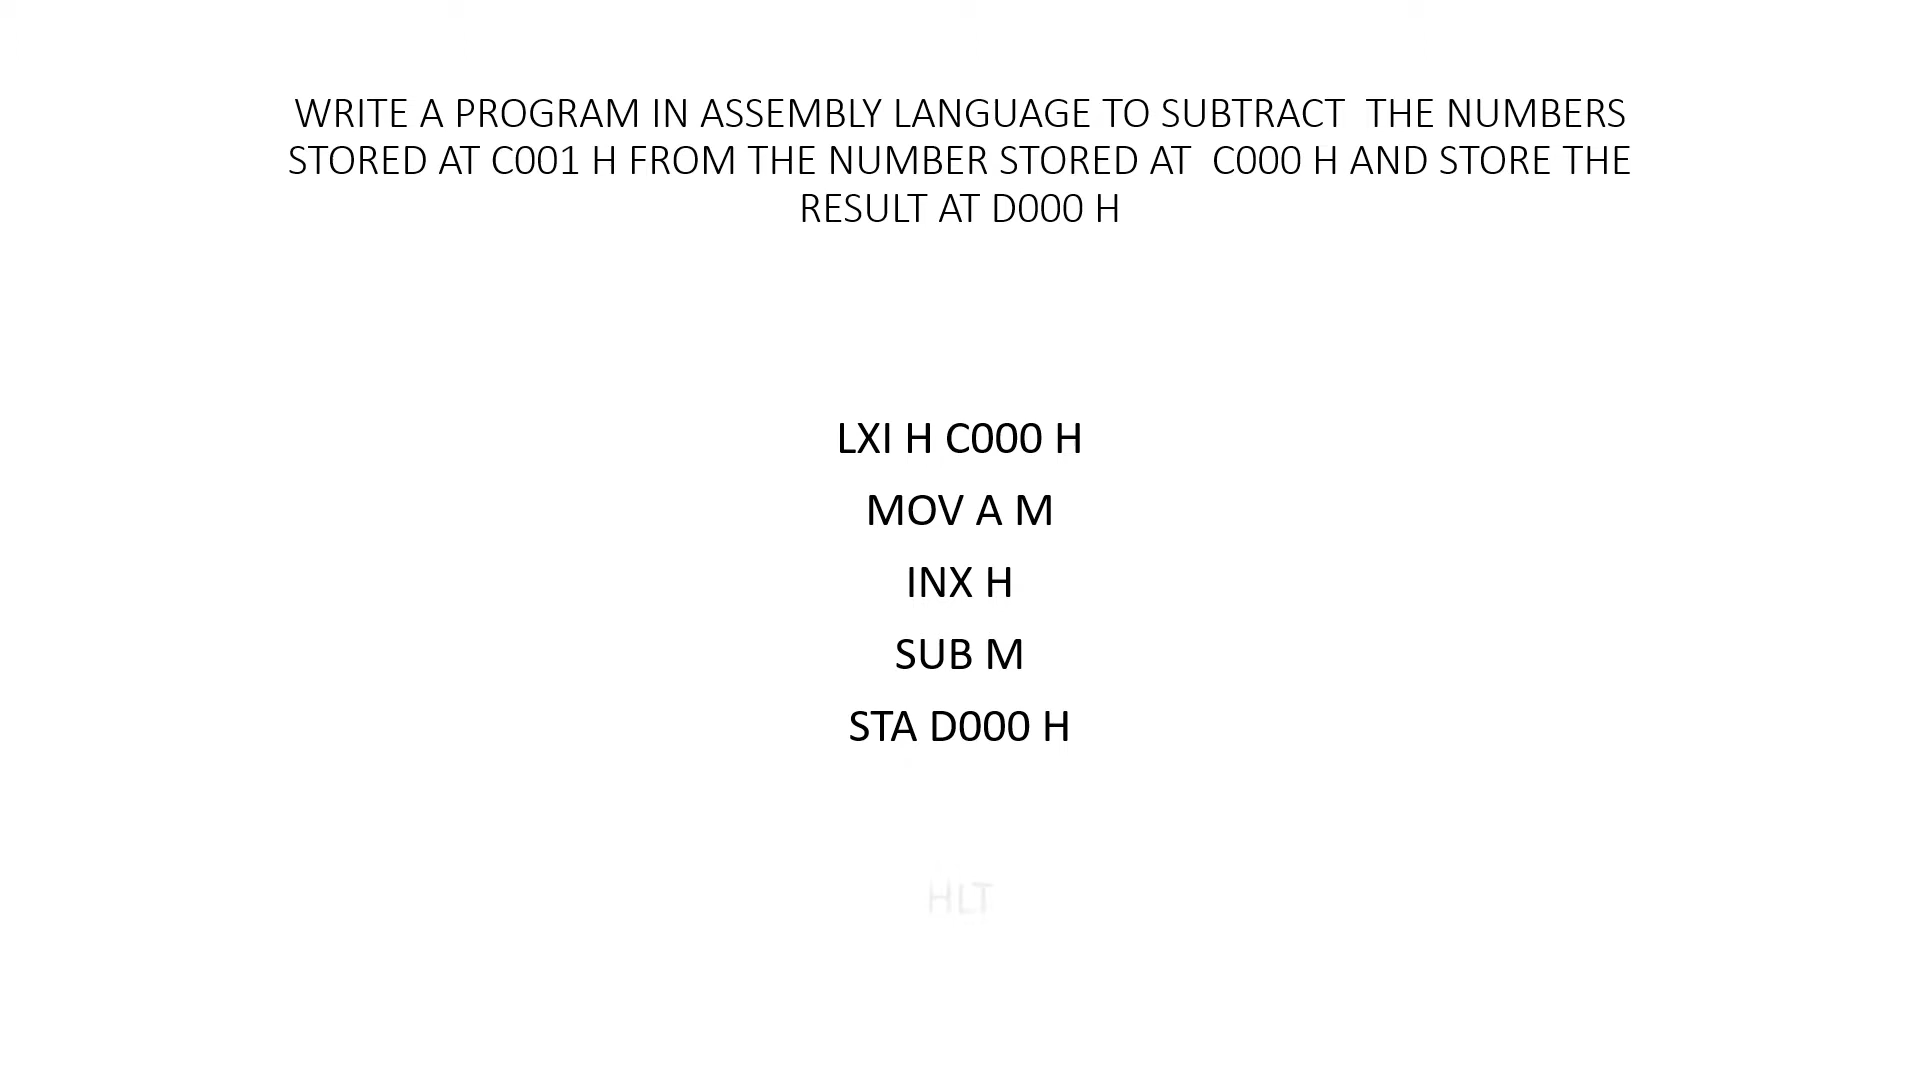 WRITE A PROGRAM IN ASSEMBLY LANGUAGE TO SUBTRACT THE NUMBERS
STORED AT C001 H FROM THE NUMBER STORED AT C000 H AND STORE THE
RESULT AT D000 H
LXI H C000 H
MOV A M
INX H
SUB M
STA D000 H
HLT